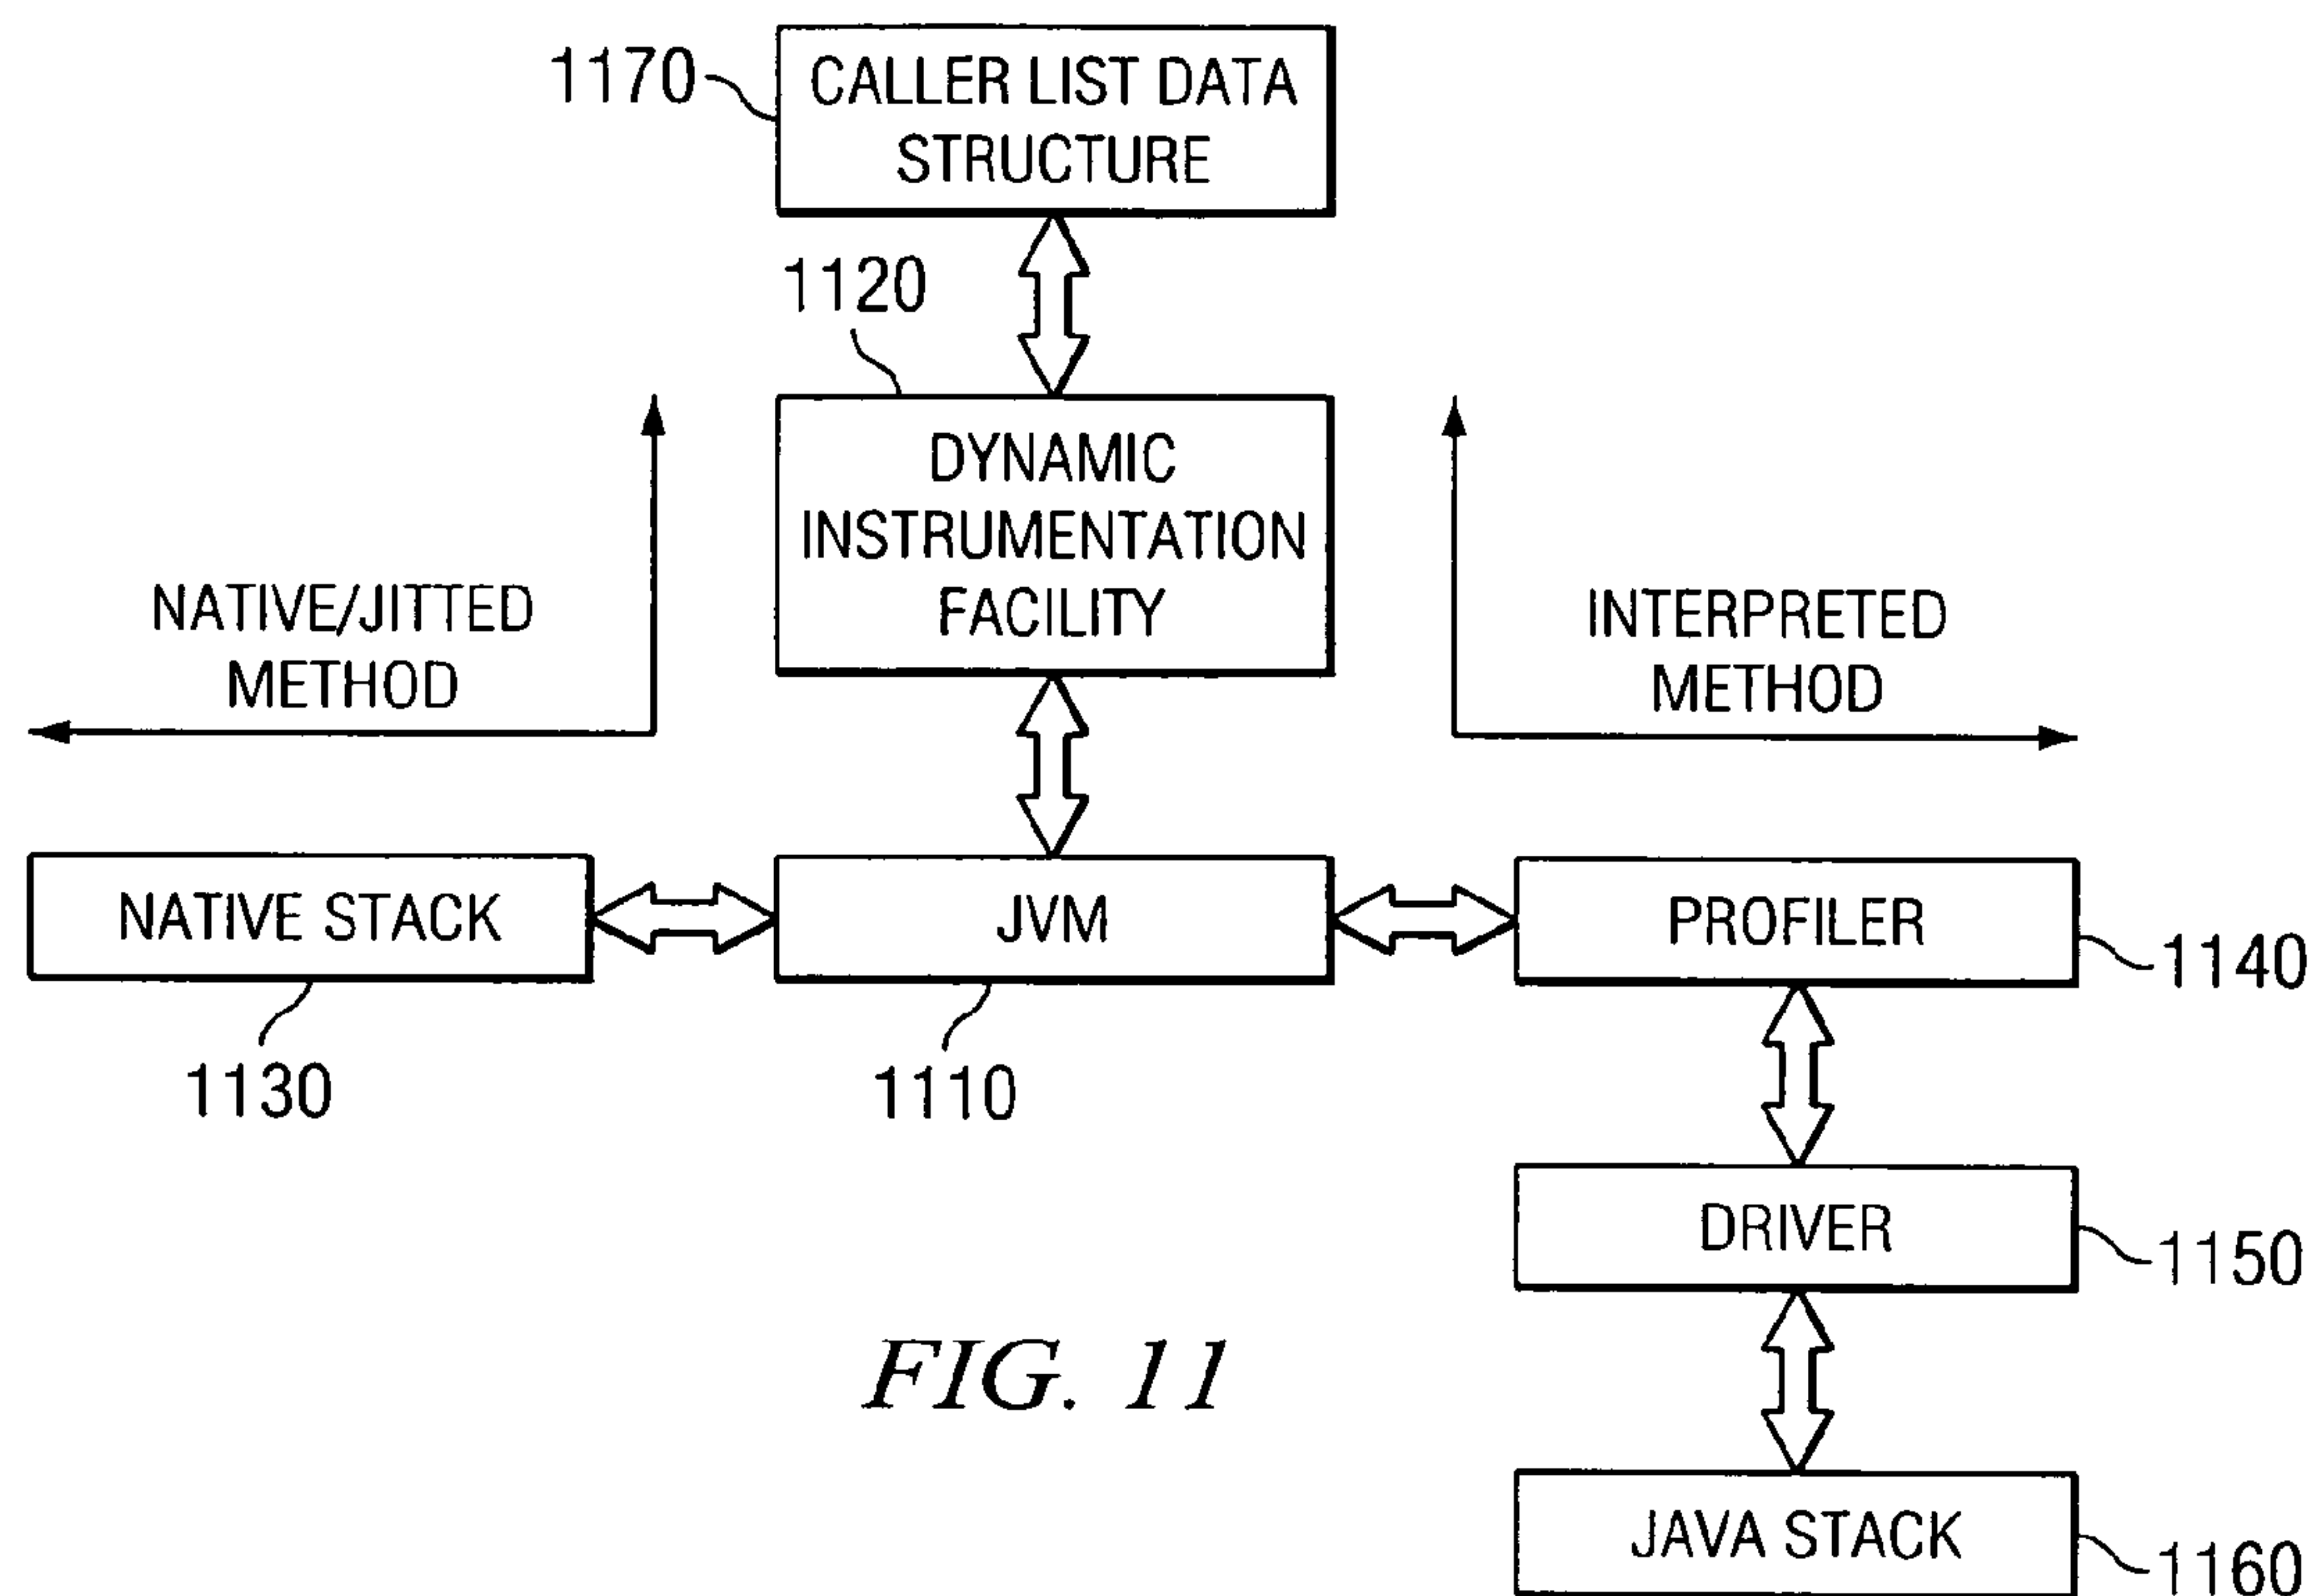 1170
CALLER LIST DATA
STRUCTURE
1120
DYNAMIC
INSTRUMENTATION
FACILITY
NATIVE/JITTED
METHOD
INTERPRETED
METHOD
NATIVE STACK
JVM
PROFILER
1140
1130
1110
DRIVER
1150
FIG. 11
JAVA STACK
1160